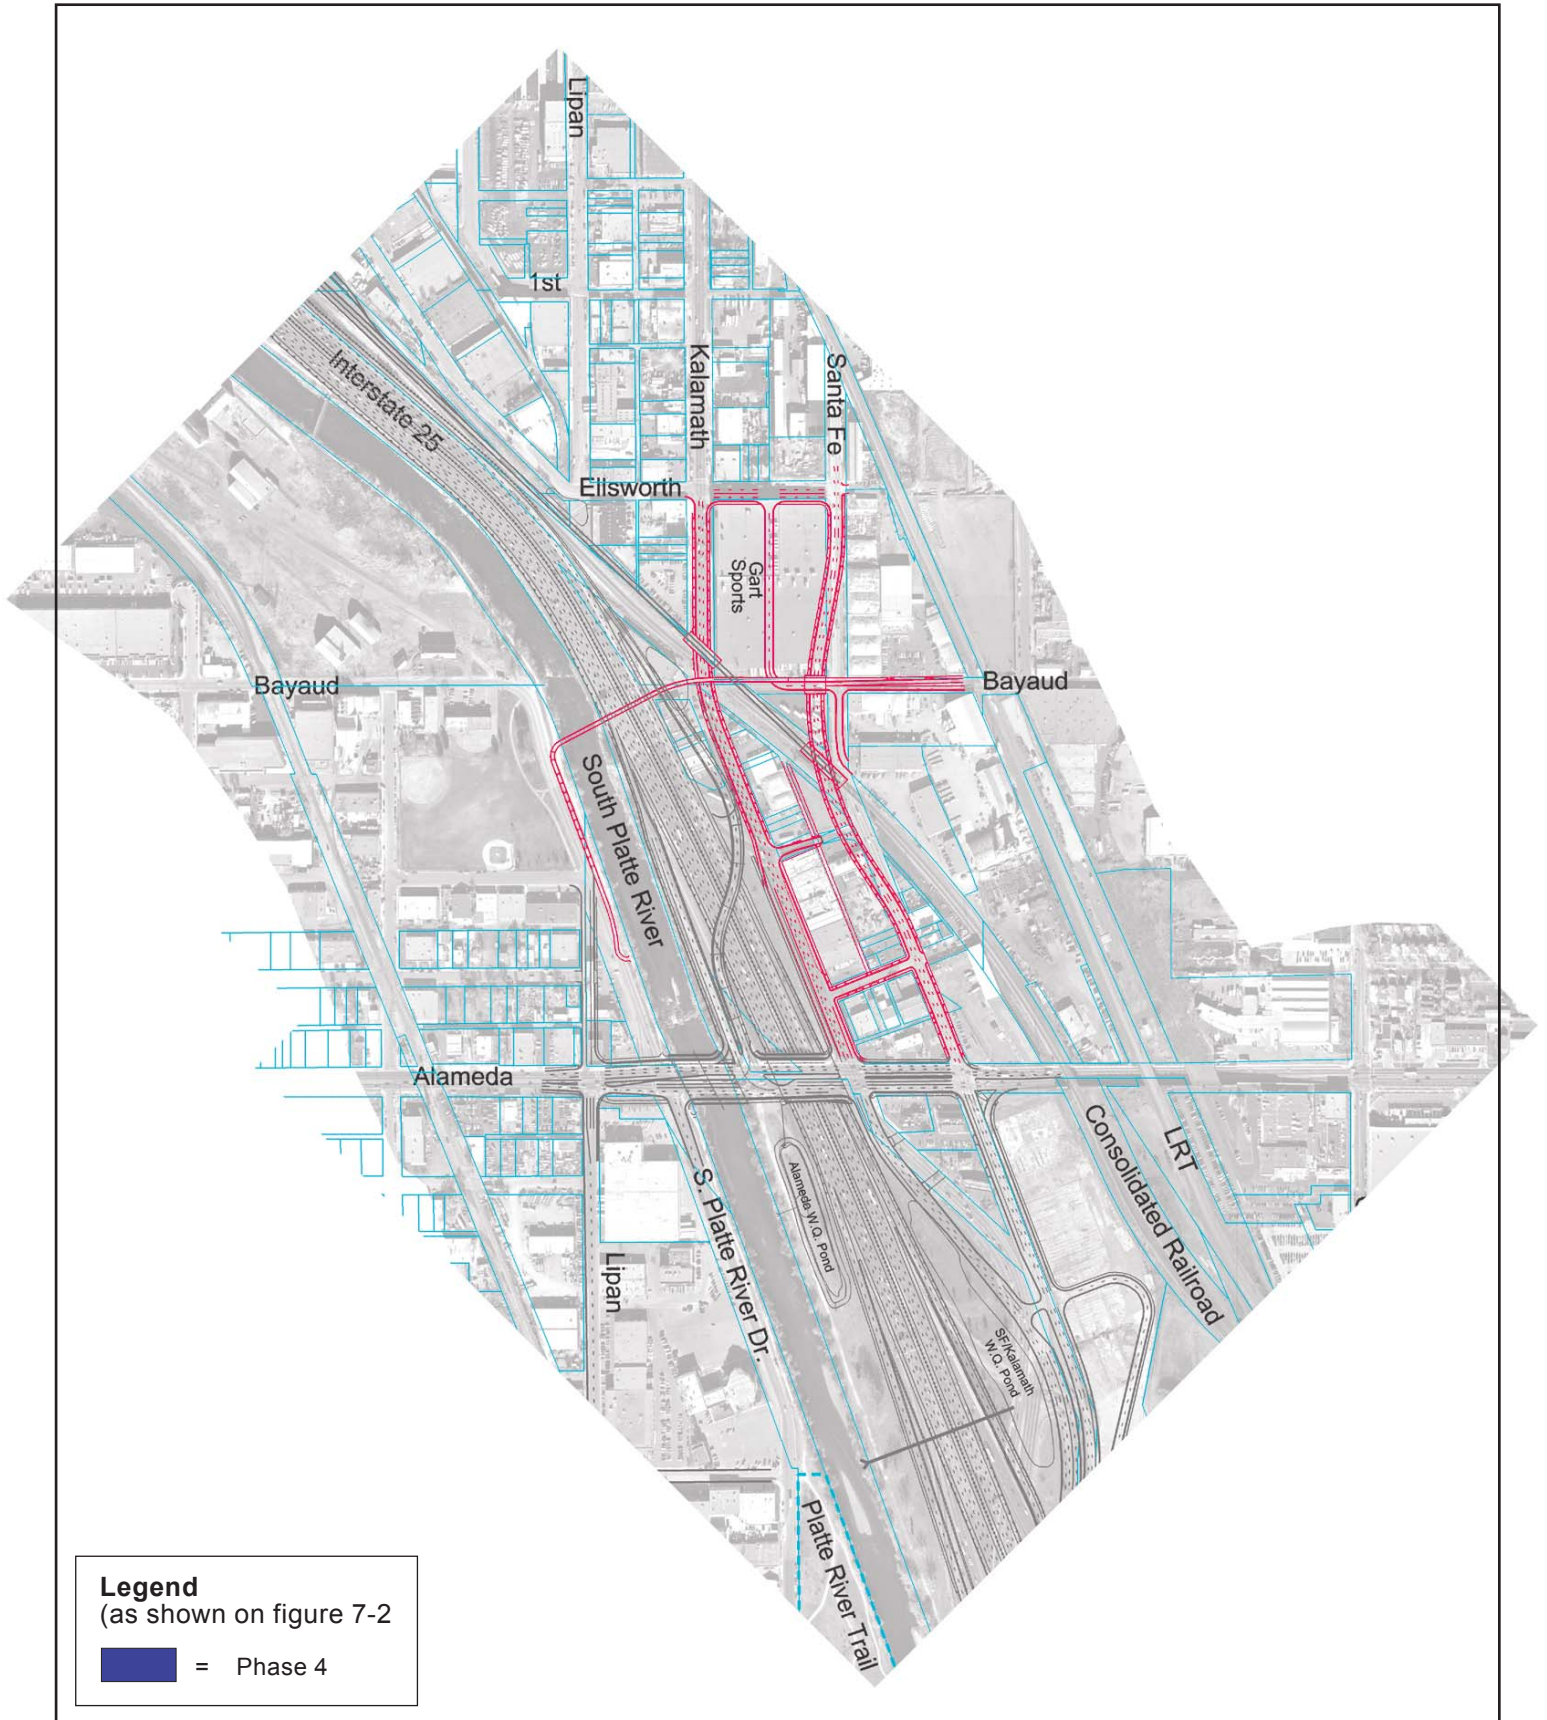 Lipan
1st
Interstate 25
Kalamath
Santa Fe
Ellsworth
Gart
Sports
Bayaud
Bayaud
South Platte River
Alameda
Consolidated Railroad
LRT
Alameda W.Q. Pond
S. Platte River Dr.
Lipan
SF/Kalamath
W.Q. Pond
Platte River Trail
Legend
(as shown on figure 7-2
= Phase 4